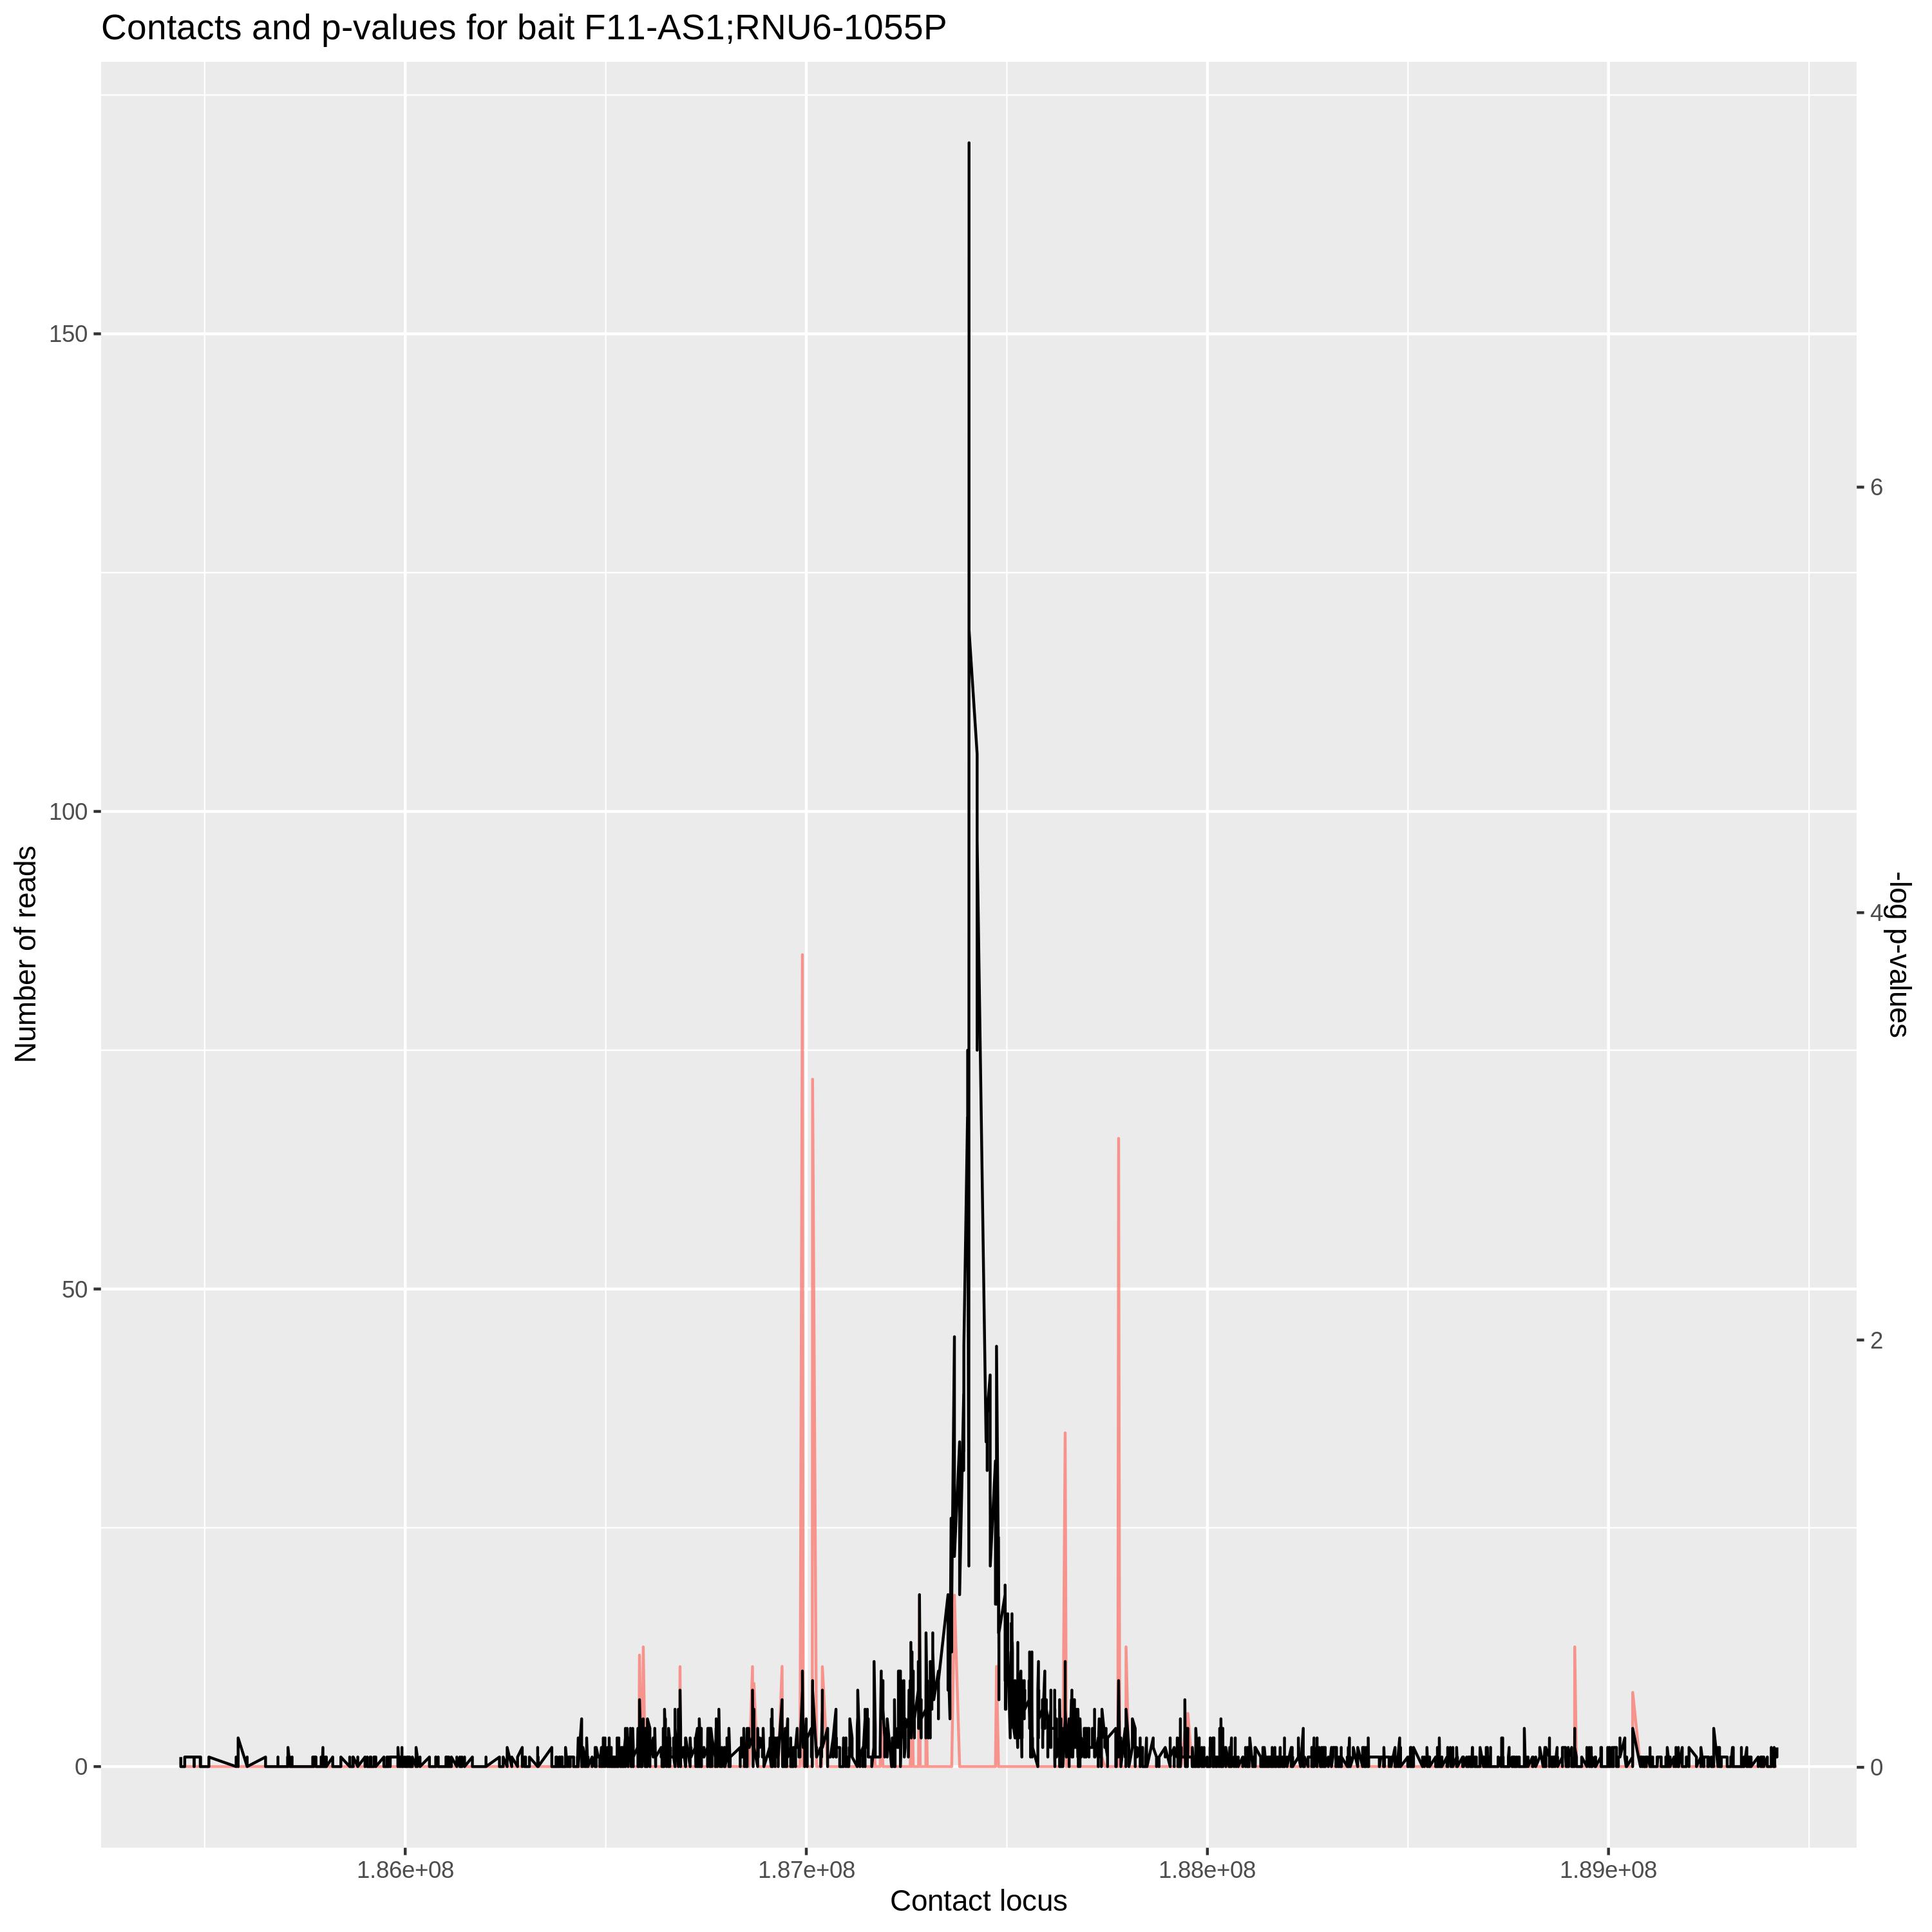 Contacts and p-values for bait F11-AS1;RNU6-1055P
Number of reads
150
100
50
0
6
4
2
0
-log p-values
1.86e+08
1.87e+08
1.88e+08
1.89e+08
Contact locus